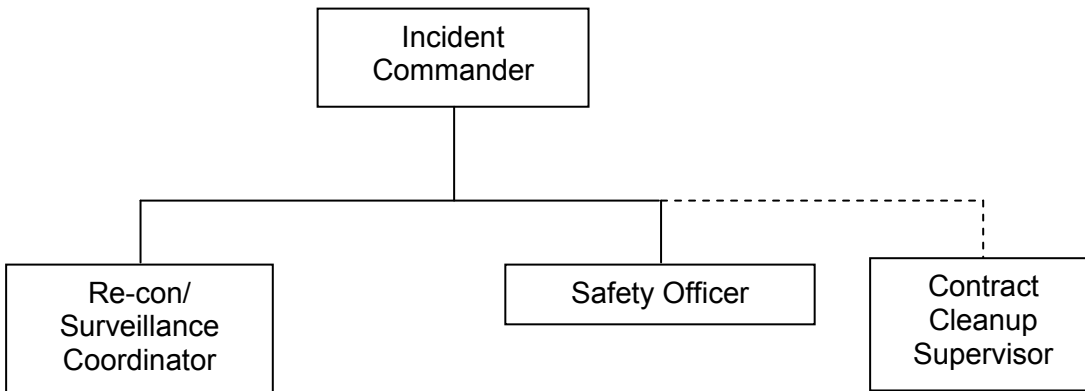 Incident
Commander
Re-con/
Surveillance
Coordinator
Safety Officer
Contract
Cleanup
Supervisor